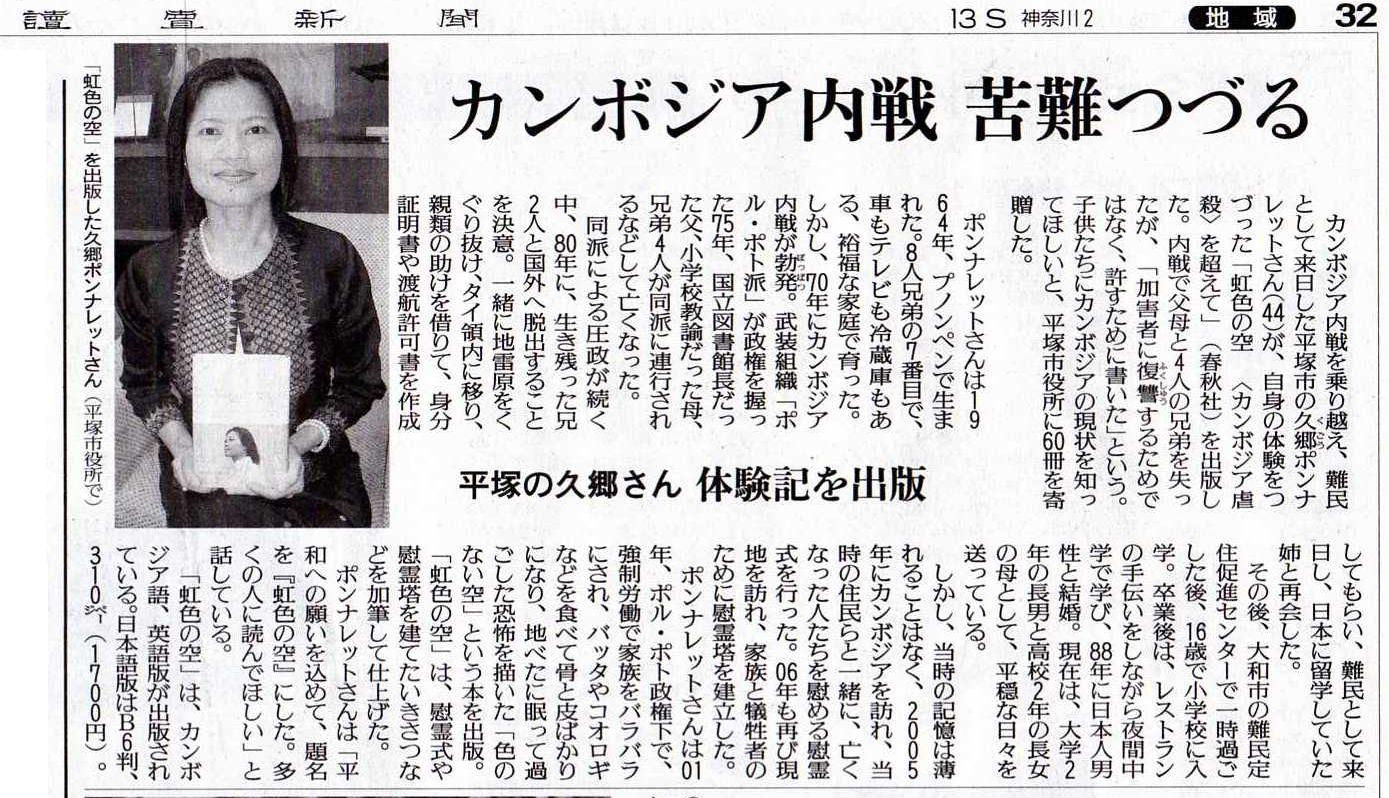 讀賣新聞
13S 神奈川2
地域
32
カンボジア内戦 苦難つづる
カンボジア内戦を乗り越え、難民
として来日した平塚市の久郷ポンナ
レットさん(44)が、自身の体験をつ
づった「虹色の空 〈カンボジア虐
殺〉を超えて」(春秋社)を出版し
た。内戦で父母と4人の兄弟を失っ
たが、「加害者に復讐するためで
はなく、許すために書いた」という。
子供たちにカンボジアの現状を知っ
てほしいと、平塚市役所に60冊を寄
贈した。
ポンナレットさんは19
64年、プノンペンで生ま
れた。8人兄弟の7番目で、
車もテレビも冷蔵庫もあ
る、裕福な家庭で育った。
しかし、70年にカンボジア
内戦が勃発。武装組織「ポ
ル・ポト派」が政権を握っ
た75年、国立図書館長だっ
た父、小学校教諭だった母、
兄弟4人が同派に連行され
るなどして亡くなった。
同派による圧政が続く
中、80年に、生き残った兄
2人と国外へ脱出すること
を決意。一緒に地雷原をく
ぐり抜け、タイ領内に移り、
親類の助けを借りて、身分
証明書や渡航許可書を作成
平塚の久郷さん 体験記を出版
してもらい、難民として来
日し、日本に留学していた
姉と再会した。
その後、大和市の難民定
住促進センターで一時過ご
した後、16歳で小学校に入
学。卒業後は、レストラン
の手伝いをしながら夜間中
学で学び、88年に日本人男
性と結婚。現在は、大学2
年の長男と高校2年の長女
の母として、平穏な日々を
送っている。
しかし、当時の記憶は薄
れることはなく、2005
年にカンボジアを訪れ、当
時の住民らと一緒に、亡く
なった人たちを慰める慰霊
式を行った。06年も再び現
地を訪れ、家族と犠牲者の
ために慰霊塔を建立した。
ポンナレットさんは01
年、ポル・ポト政権下で、
強制労働で家族をバラバラ
にされ、バッタやコオロギ
などを食べて骨と皮ばかり
になり、地べたに眠って過
ごした恐怖を描いた「色の
ない空」という本を出版。
「虹色の空」は、慰霊式や
慰霊塔を建てたいきさつな
どを加筆して仕上げた。
ポンナレットさんは「平
和への願いを込めて、題名
を『虹色の空』にした。多
くの人に読んでほしい」と
話している。
「虹色の空」は、カンボ
ジア語、英語版が出版され
ている。日本語版はB6判、
310㌻(1700円)。
「虹色の空」を出版した久郷ポンナレットさん(平塚市役所で)